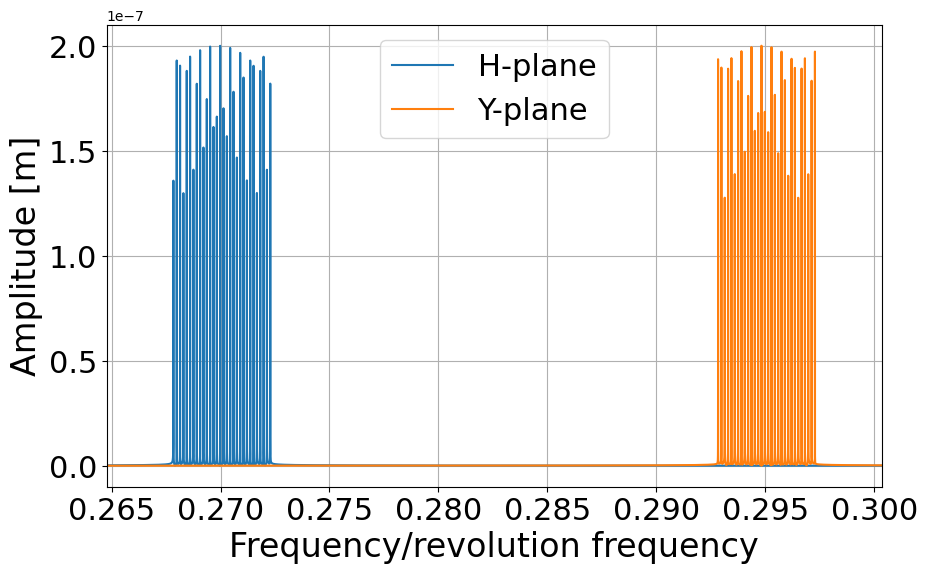 1e−7
H-plane
Y-plane
Amplitude [m]
2.0
1.5
1.0
0.5
0.0
0.265 0.270 0.275 0.280 0.285 0.290 0.295 0.300
Frequency/revolution frequency